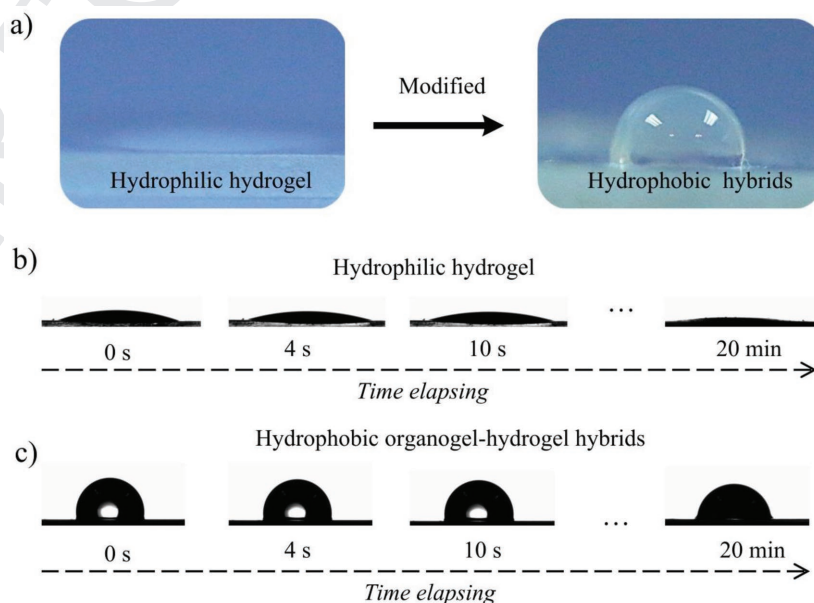 a)
Modified
Hydrophilic hydrogel
Hydrophobic hybrids
b)
Hydrophilic hydrogel
...
0 s 4 s 10 s 20 min
Time elapsing
c)
Hydrophobic organogel-hydrogel hybrids
...
0 s 4 s 10 s 20 min
Time elapsing